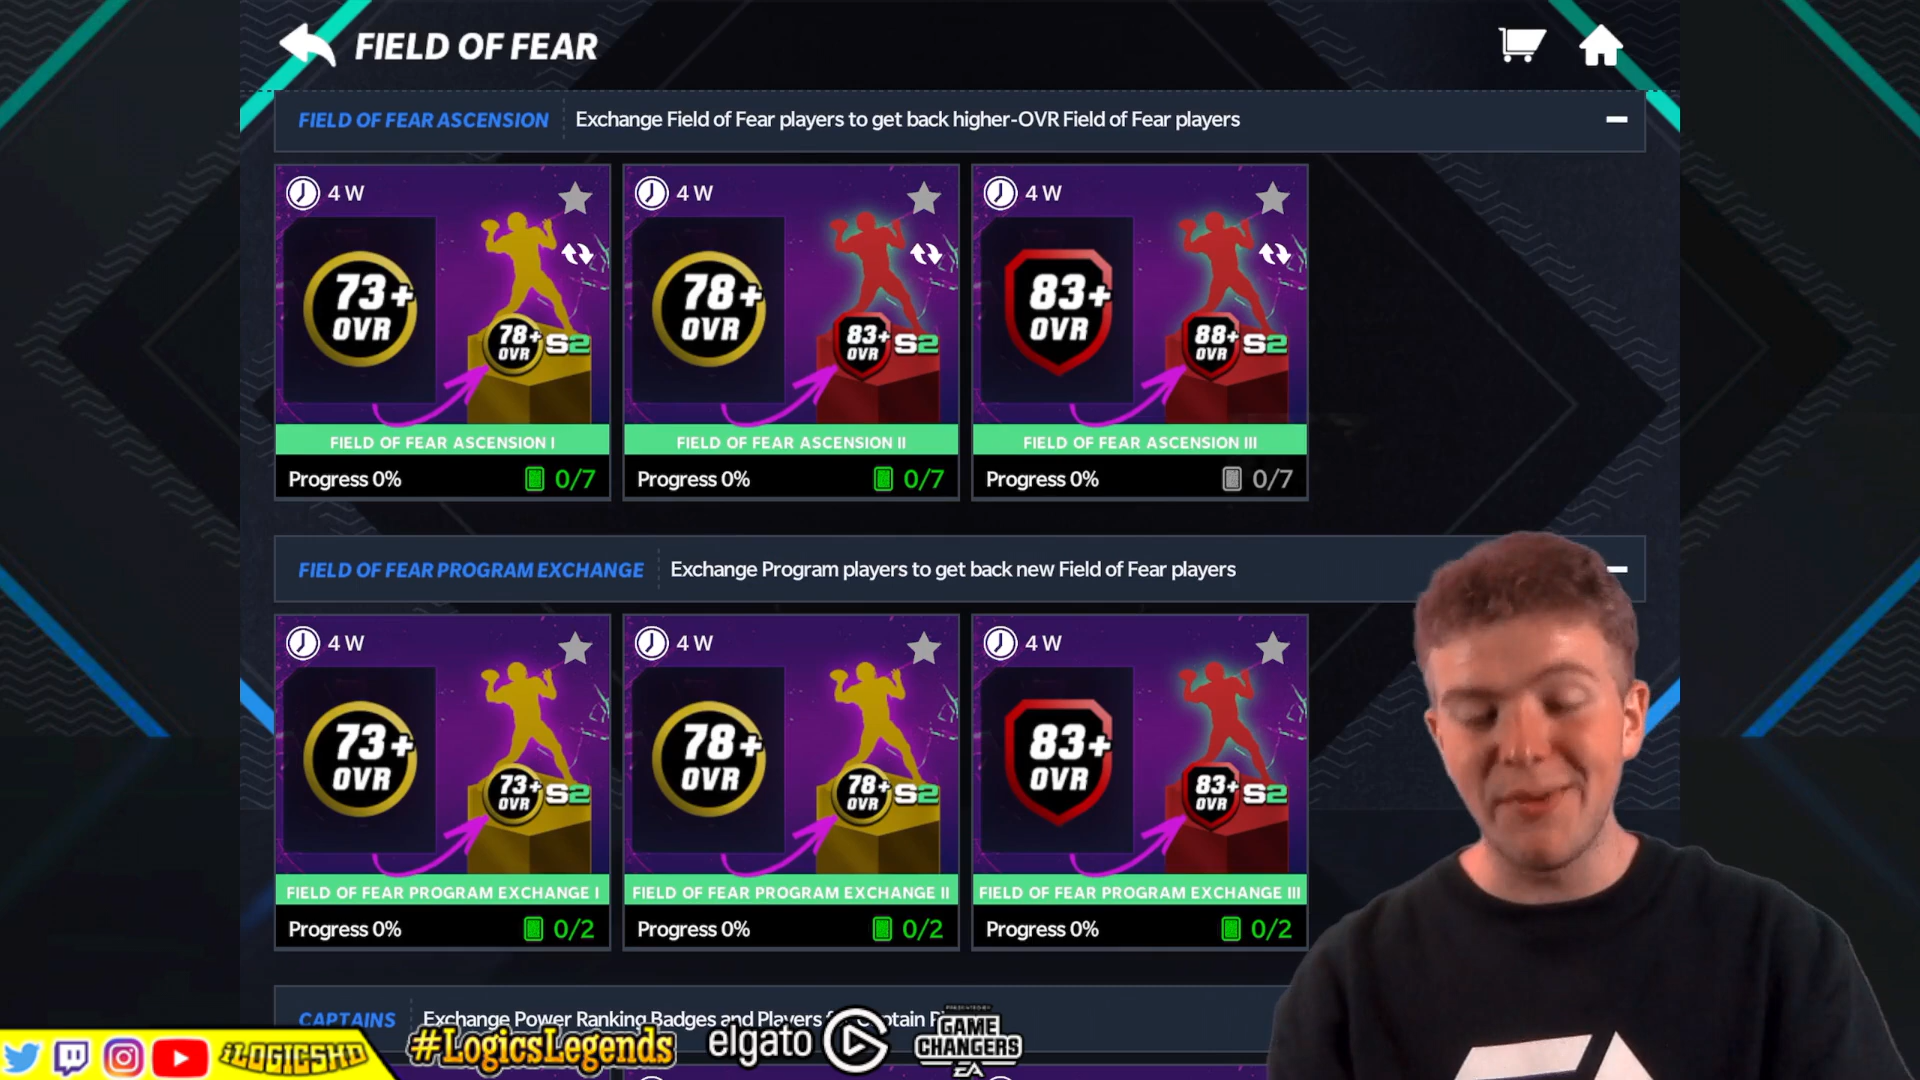 FIELD OF FEAR
FIELD OF FEAR ASCENSION Exchange Field of Fear players to get back higher-OVR Field of Fear players
4 W 4 W 4 W
73+ OVR 78+ OVR S2
78+ OVR 83+ OVR S2
83+ OVR 88+ OVR S2
FIELD OF FEAR ASCENSION I FIELD OF FEAR ASCENSION II FIELD OF FEAR ASCENSION III
Progress 0% 0/7 Progress 0% 0/7 Progress 0% 0/7
FIELD OF FEAR PROGRAM EXCHANGE Exchange Program players to get back new Field of Fear players
4 W 4 W 4 W
73+ OVR 73+ OVR S2
78+ OVR 78+ OVR S2
83+ OVR 83+ OVR S2
FIELD OF FEAR PROGRAM EXCHANGE I FIELD OF FEAR PROGRAM EXCHANGE II FIELD OF FEAR PROGRAM EXCHANGE III
Progress 0% 0/2 Progress 0% 0/2 Progress 0% 0/2
CAPTAINS Exchange Power Ranking Badges and Players
iLOGICSHD #LogicsLegends elgato GAME CHANGERS EA